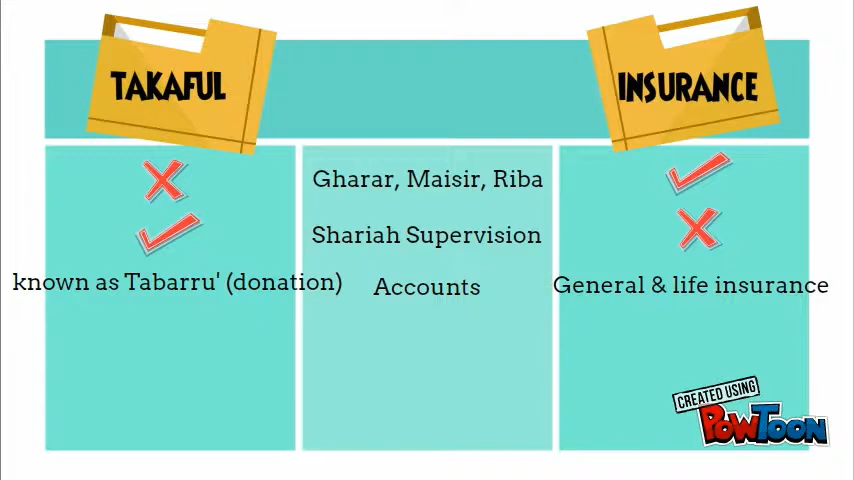 TAKAFUL
INSURANCE
Gharar, Maisir, Riba
Shariah Supervision
known as Tabarru' (donation)
Accounts
General & life insurance
CREATED USING
POWTOON